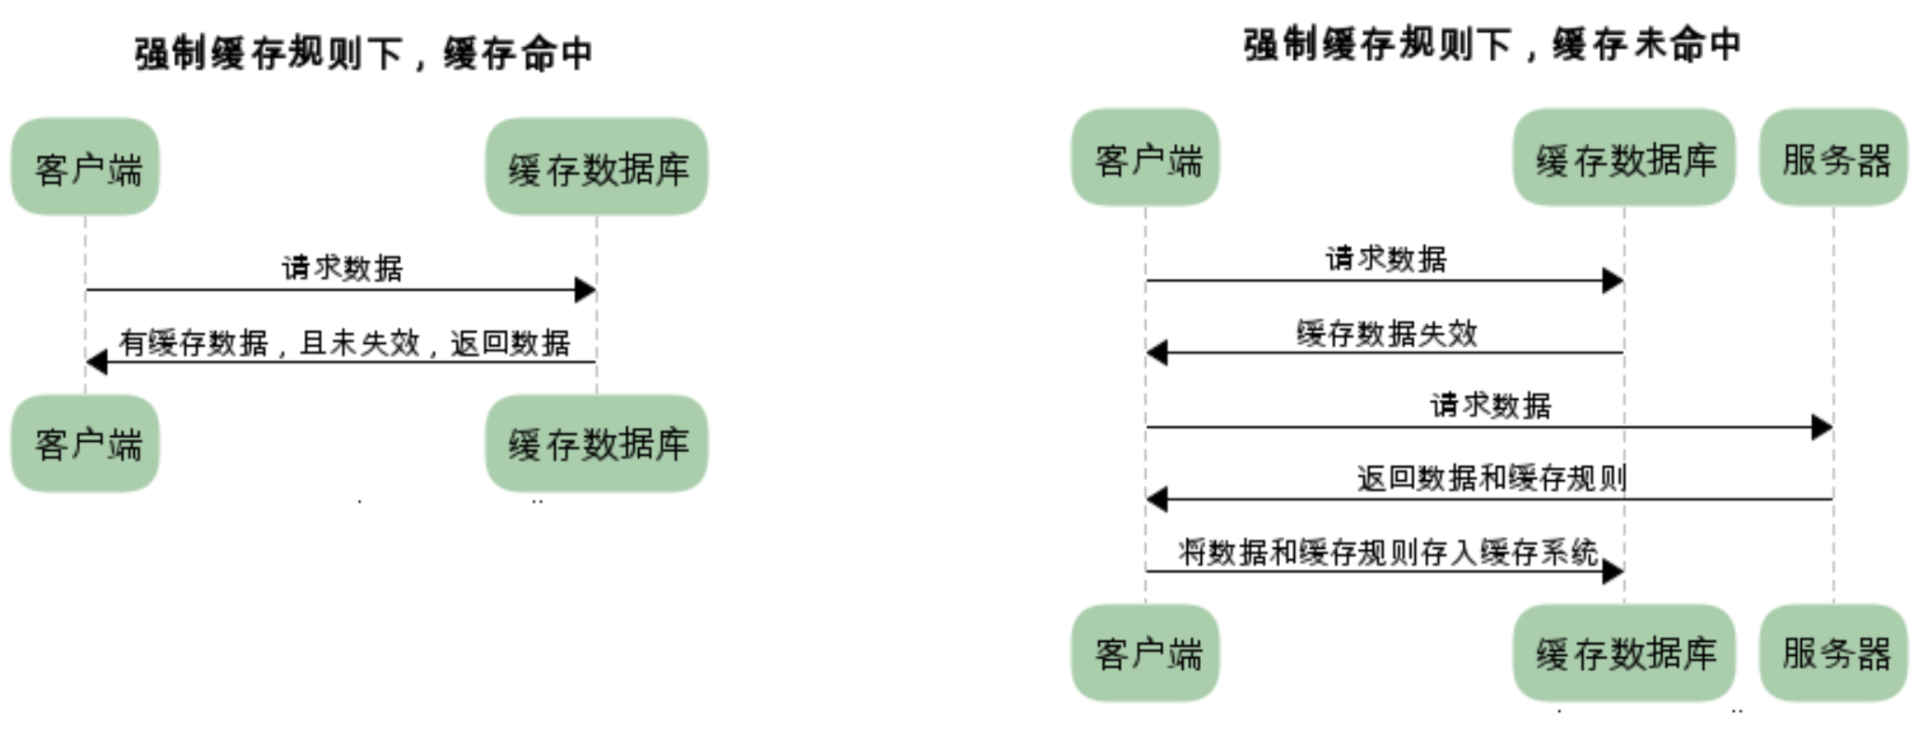 强制缓存规则下，缓存命中
客户端
缓存数据库
请求数据
有缓存数据，且未失效，返回数据
客户端
缓存数据库
强制缓存规则下，缓存未命中
客户端
缓存数据库
服务器
请求数据
缓存数据失效
请求数据
返回数据和缓存规则
将数据和缓存规则存入缓存系统
客户端
缓存数据库
服务器